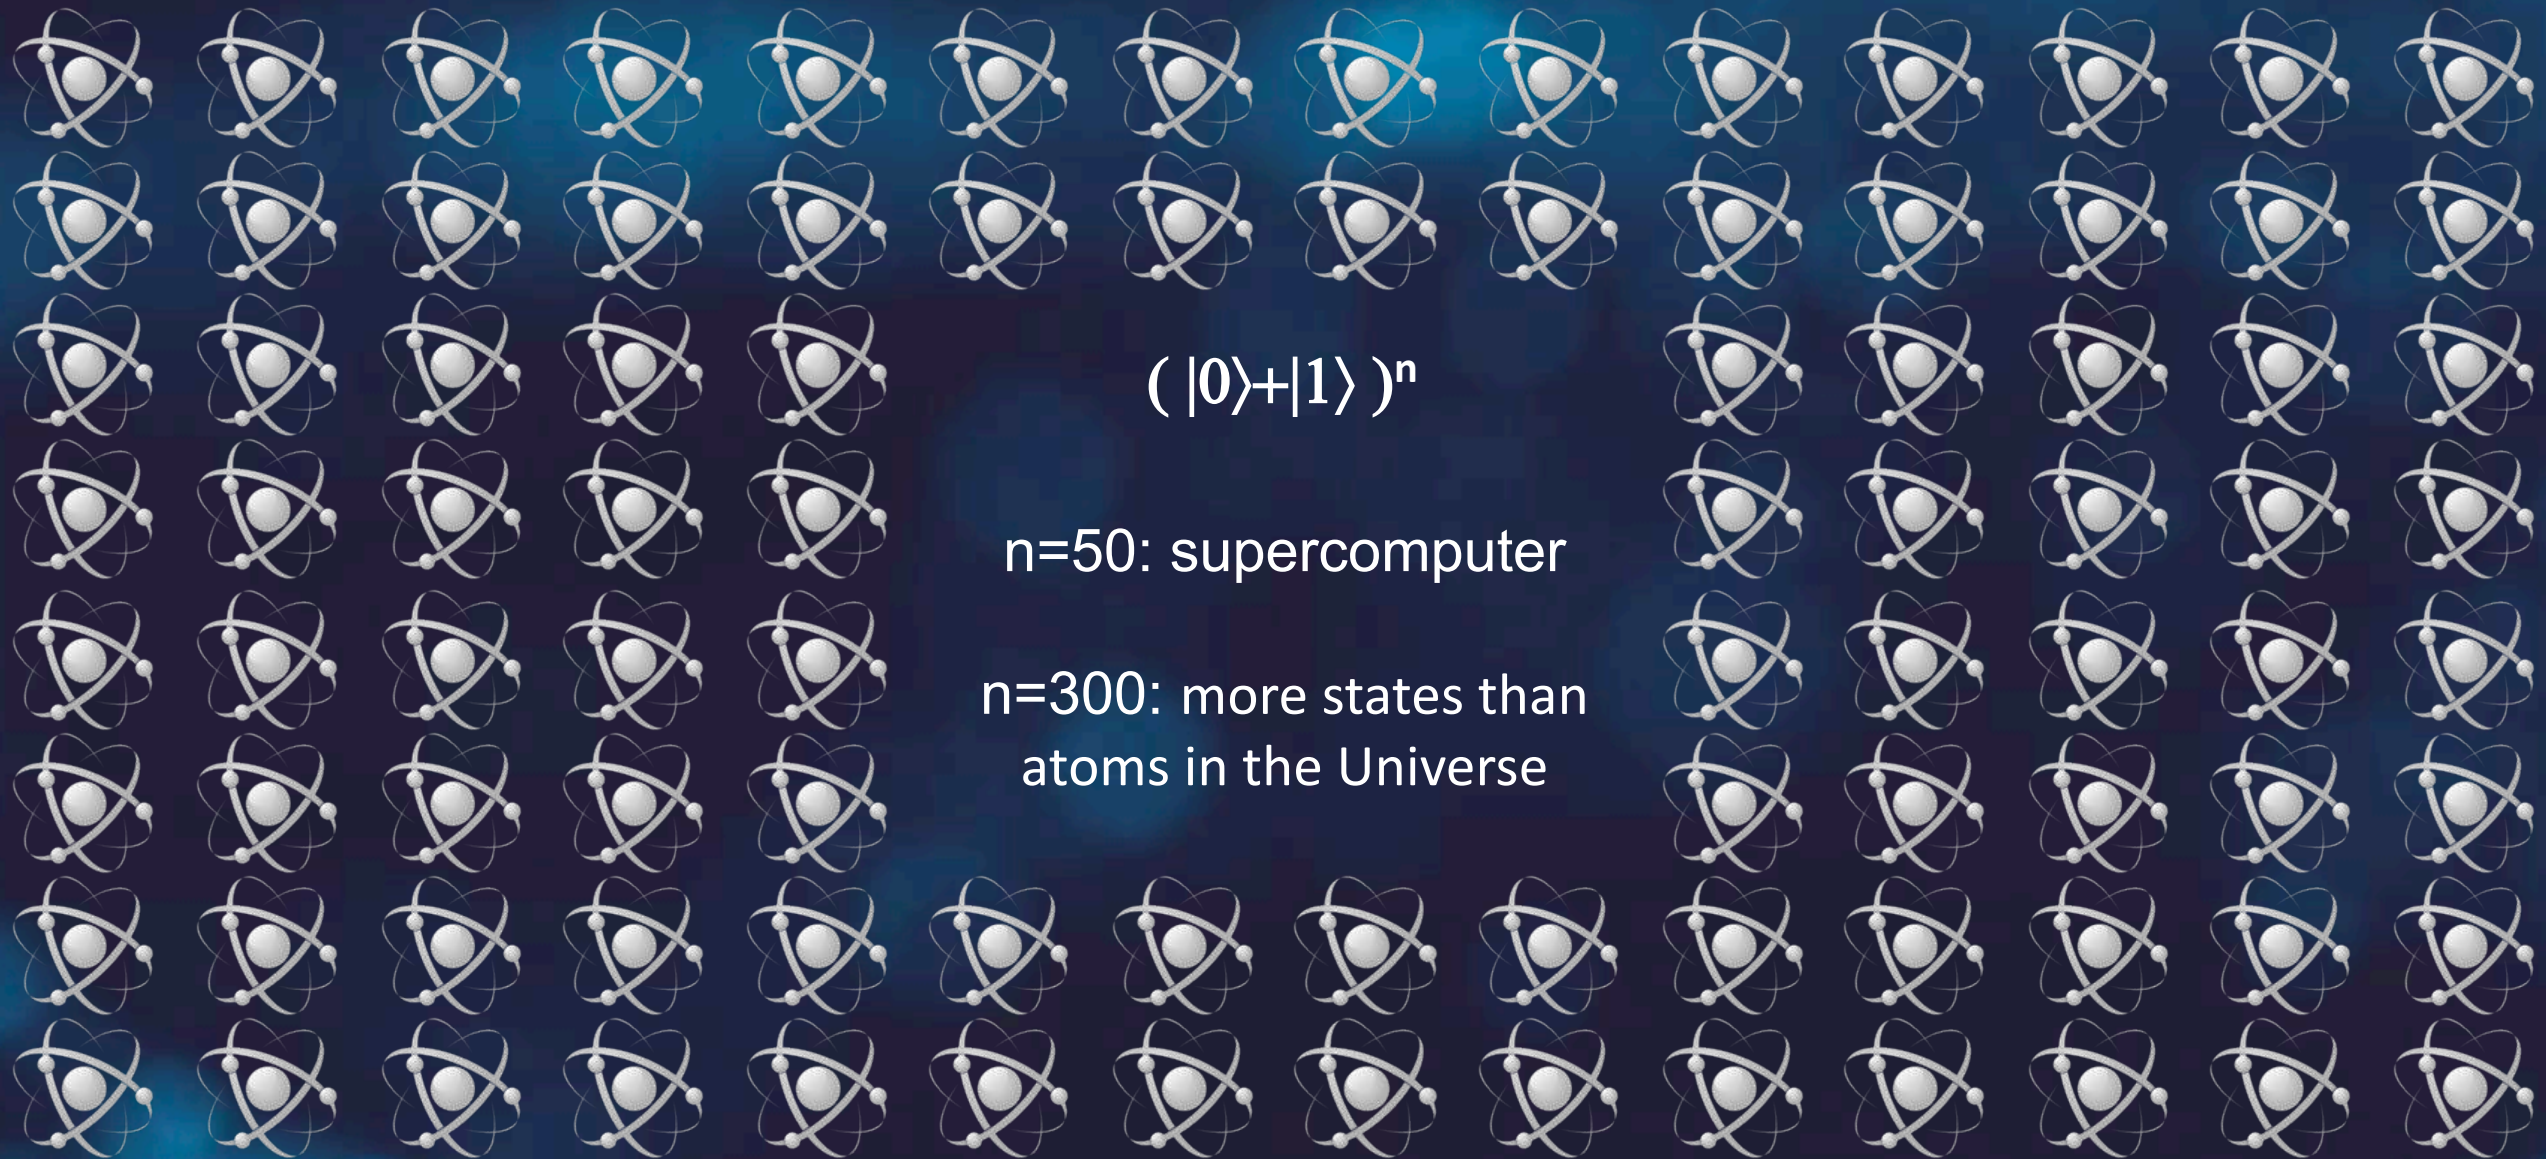 ( |0⟩+|1⟩ )ⁿ
n=50: supercomputer
n=300: more states than
atoms in the Universe